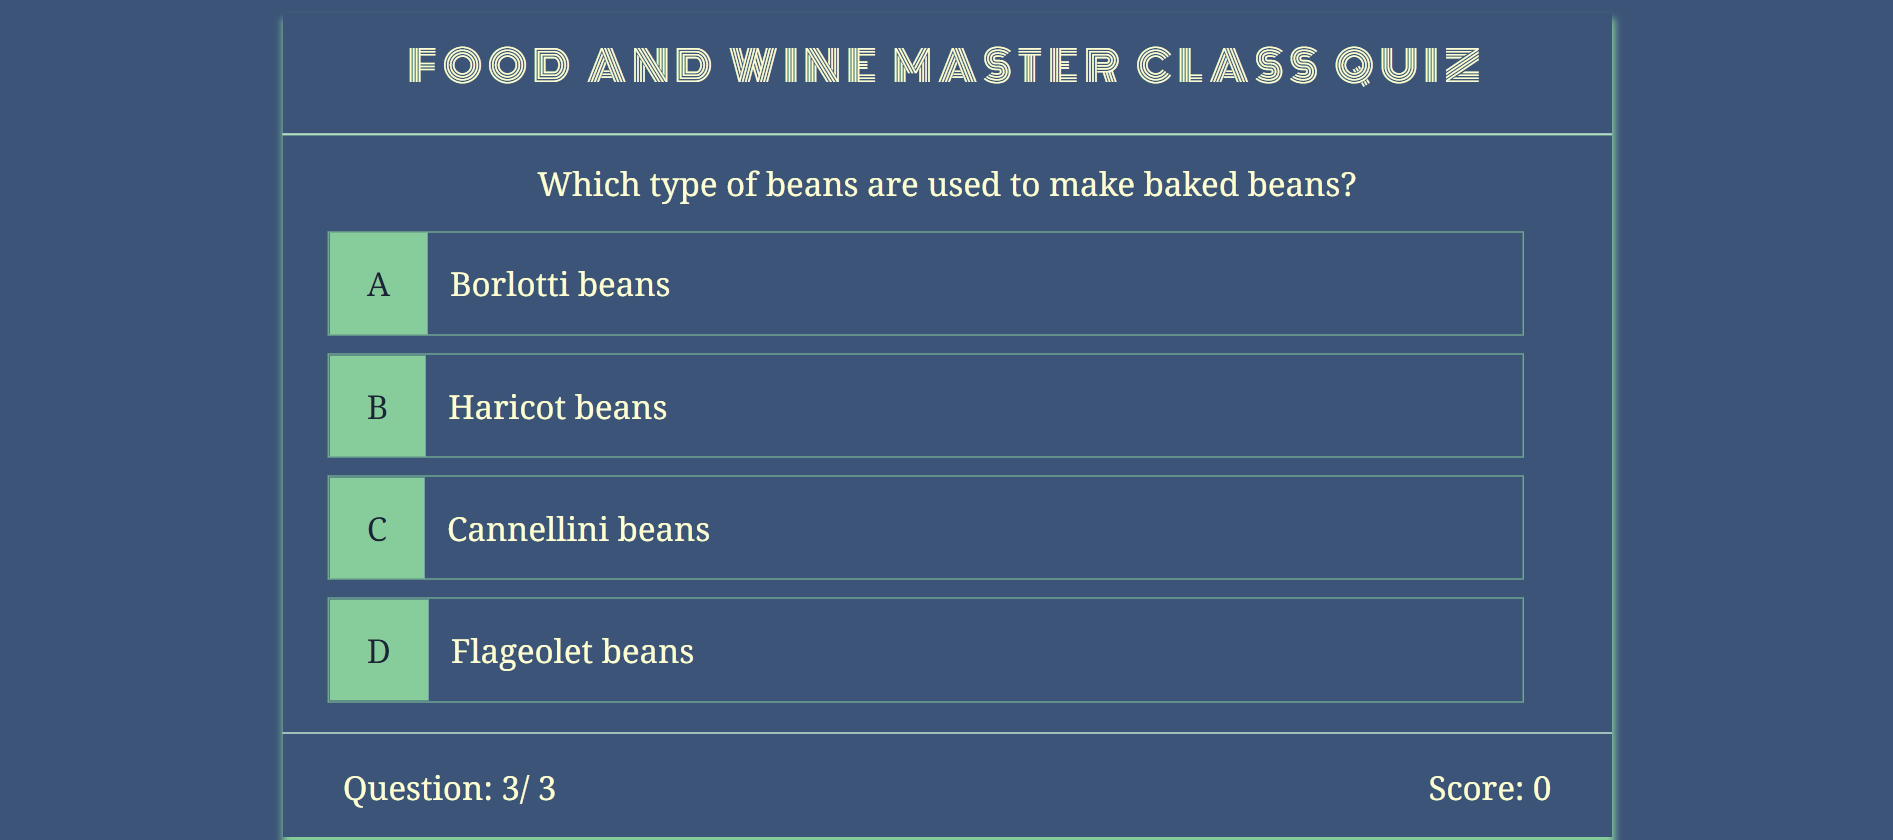 FOOD AND WINE MASTER CLASS QUIZ
Which type of beans are used to make baked beans?
A Borlotti beans
B Haricot beans
C Cannellini beans
D Flageolet beans
Question: 3/ 3 Score: 0